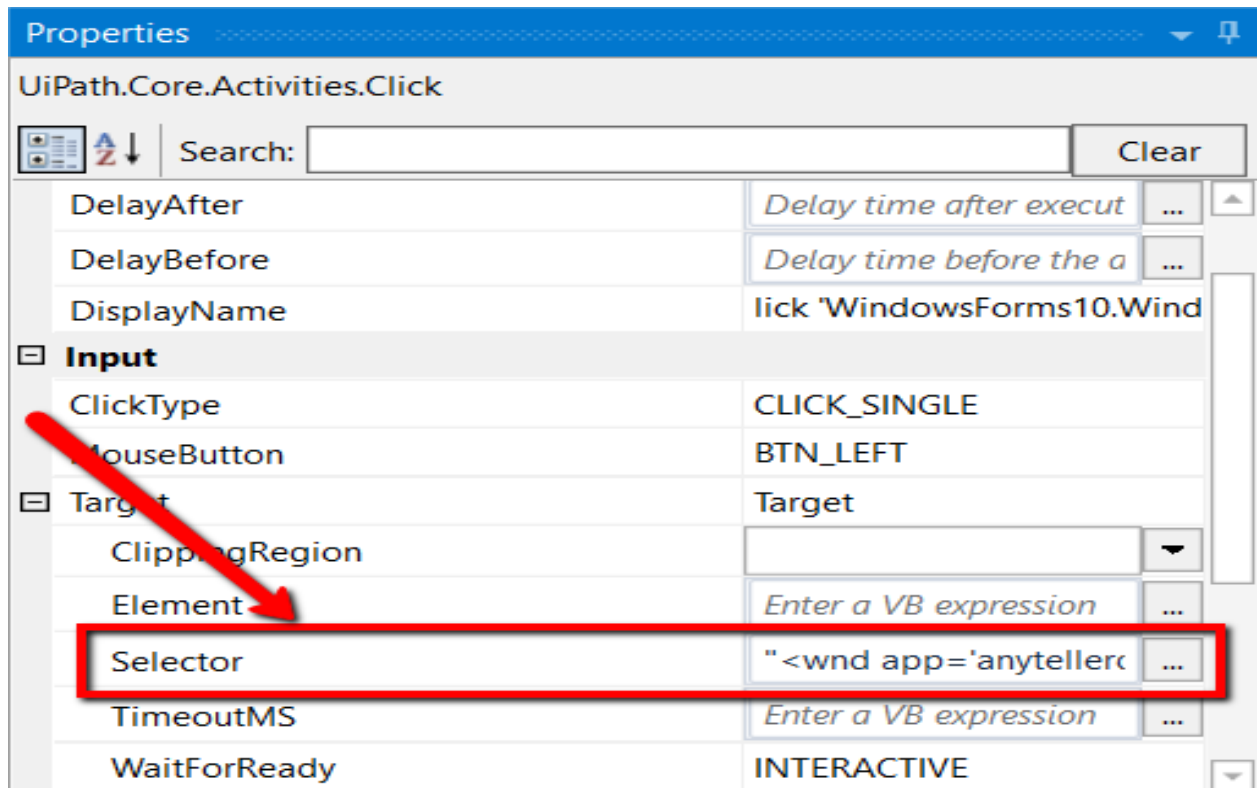 Properties
UiPath.Core.Activities.Click
Search: Clear
DelayAfter Delay time after execut ...
DelayBefore Delay time before the a ...
DisplayName lick 'WindowsForms10.Wind
Input
ClickType CLICK_SINGLE
MouseButton BTN_LEFT
Target Target
ClippingRegion
Element Enter a VB expression ...
Selector "<wnd app='anyteller ...
TimeoutMS Enter a VB expression ...
WaitForReady INTERACTIVE